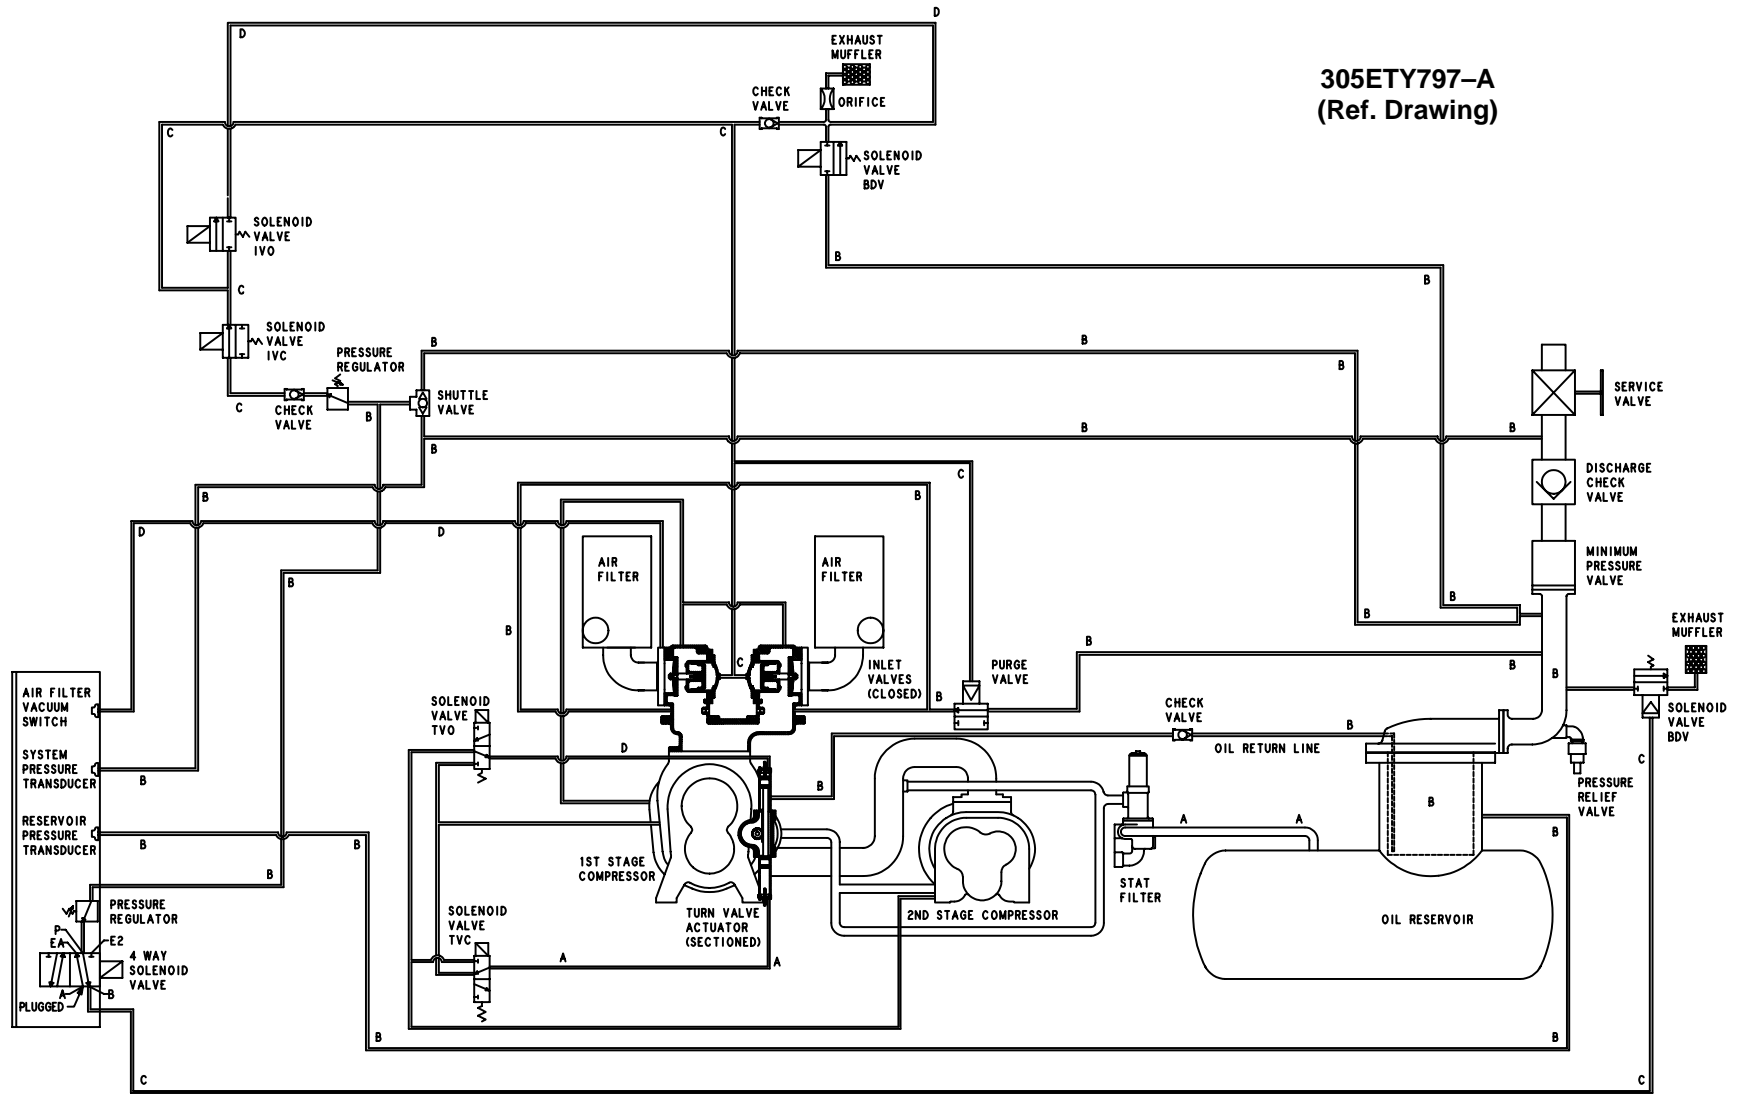 D
D
EXHAUST
MUFFLER
305ETY797–A
(Ref. Drawing)
CHECK
VALVE
ORIFICE
C
C
SOLENOID
VALVE
BDV
SOLENOID
VALVE
IVO
B
B
C
SOLENOID
VALVE
IVC
PRESSURE
REGULATOR
B
B
B
SERVICE
VALVE
SHUTTLE
VALVE
C
CHECK
VALVE
B
B
B
B
DISCHARGE
CHECK
VALVE
B
C
B
D
D
MINIMUM
PRESSURE
VALVE
AIR
FILTER
AIR
FILTER
B
B
B
B
EXHAUST
MUFFLER
B
C
INLET
VALVES
(CLOSED)
PURGE
VALVE
B
B
B
AIR FILTER
VACUUM
SWITCH
SOLENOID
VALVE
TVO
CHECK
VALVE
B
SOLENOID
VALVE
BDV
OIL RETURN LINE
D
SYSTEM
PRESSURE
TRANSDUCER
B
B
C
PRESSURE
RELIEF
VALVE
B
RESERVOIR
PRESSURE
TRANSDUCER
B
B
A
A
B
1ST STAGE
COMPRESSOR
B
STAT
FILTER
PRESSURE
REGULATOR
SOLENOID
VALVE
TVC
TURN VALVE
ACTUATOR
(SECTIONED)
2ND STAGE COMPRESSOR
OIL RESERVOIR
P
EA
E2
4 WAY
SOLENOID
VALVE
A
A
A
B
PLUGGED
B
B
C
C